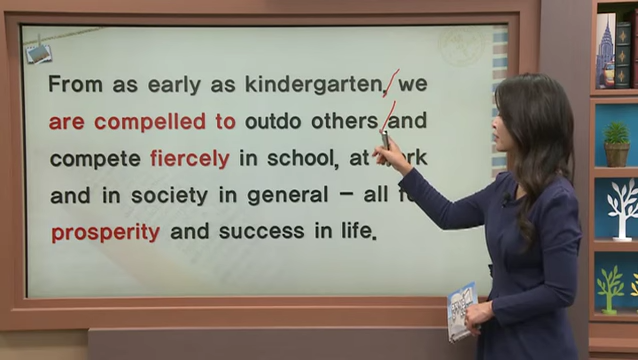 From as early as kindergarten, we
are compelled to outdo others and
compete fiercely in school, at
and in society in general – all
prosperity and success in life.